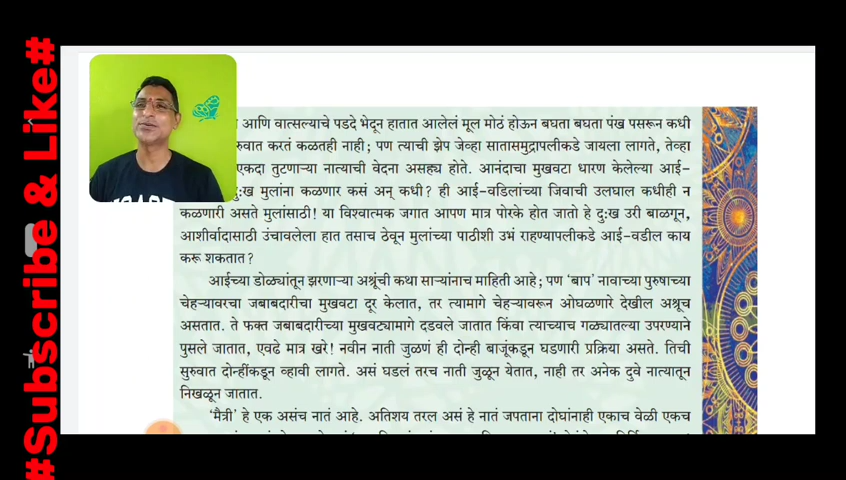 #Subscribe & Like#
आणि वात्सल्याचे पडदे भेदून हातात आलेलं मूल मोठं होऊन बघता बघता पंख पसरून कधी
करतं कळतही नाही; पण त्याची झेप जेव्हा सातासमुद्रापलीकडे जायला लागते, तेव्हा
एकदा तुटणाऱ्या नात्याची वेदना असह्य होते. आनंदाचा मुखवटा धारण केलेल्या आई-
दुःख मुलांना कळणार कसं अन् कधी? ही आई-वडिलांच्या जिवाची उलघाल कधीही न
कळणारी असते मुलांसाठी! या विश्वात्मक जगात आपण मात्र पोरके होत जातो हे दुःख उरी बाळगून,
आशीर्वादासाठी उंचावलेला हात तसाच ठेवून मुलांच्या पाठीशी उभं राहण्यापलीकडे आई-वडील काय
करू शकतात?
आईच्या डोळ्यांतून झरणाऱ्या अश्रूंची कथा साऱ्यांनाच माहिती आहे; पण 'बाप' नावाच्या पुरुषाच्या
चेहऱ्यावरचा जबाबदारीचा मुखवटा दूर केलात, तर त्यामागे चेहऱ्यावरून ओघळणारे देखील अश्रूच
असतात. ते फक्त जबाबदारीच्या मुखवट्यामागे दडवले जातात किंवा त्याच्याच गळ्यातल्या उपरण्याने
पुसले जातात, एवढे मात्र खरे! नवीन नाती जुळणं ही दोन्ही बाजूंकडून घडणारी प्रक्रिया असते. तिची
सुरुवात दोन्हींकडून व्हावी लागते. असं घडलं तरच नाती जुळून येतात, नाही तर अनेक दुवे नात्यातून
निखळून जातात.
'मैत्री' हे एक असंच नातं आहे. अतिशय तरल असं हे नातं जपताना दोघांनाही एकाच वेळी एकच